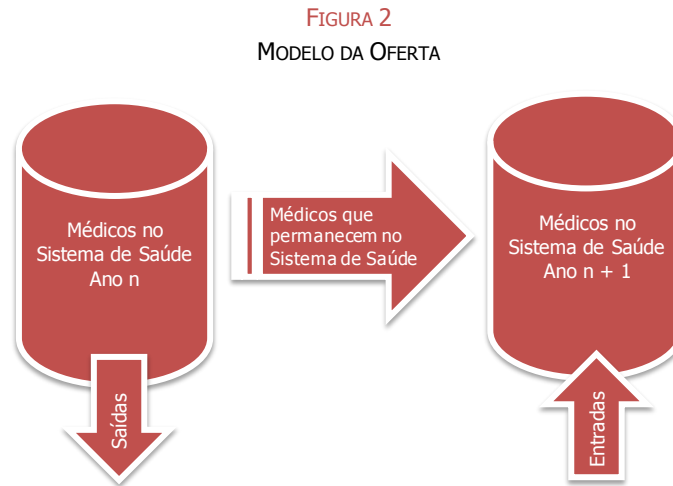 FIGURA 2
MODELO DA OFERTA
Médicos no
Sistema de Saúde
Ano n
Médicos que
permanecem no
Sistema de Saúde
Médicos no
Sistema de Saúde
Ano n + 1
Saídas
Entradas